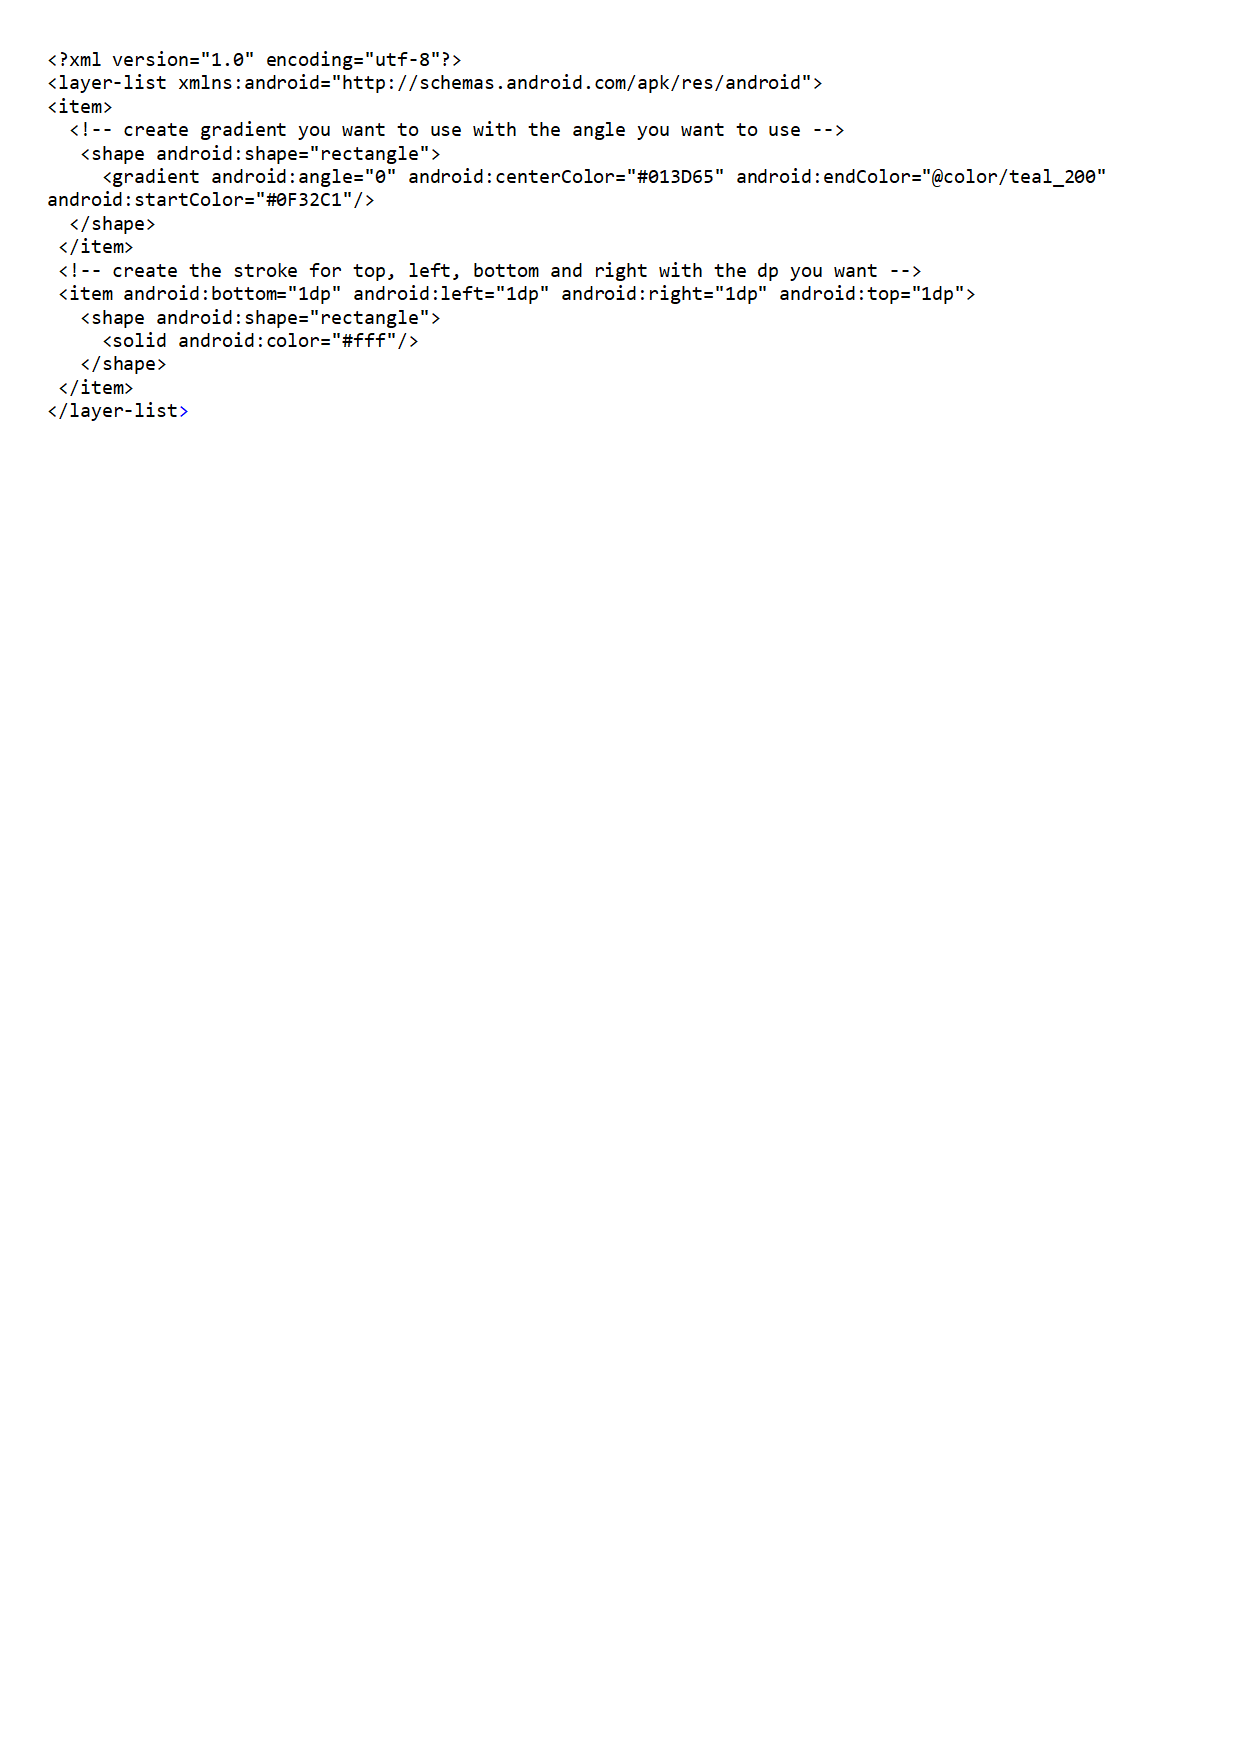 <?xml version="1.0" encoding="utf-8"?>
<layer-list xmlns:android="http://schemas.android.com/apk/res/android">
<item>
  <!-- create gradient you want to use with the angle you want to use -->
   <shape android:shape="rectangle">
     <gradient android:angle="0" android:centerColor="#013D65" android:endColor="@color/teal_200"
android:startColor="#0F32C1"/>
  </shape>
 </item>
 <!-- create the stroke for top, left, bottom and right with the dp you want -->
 <item android:bottom="1dp" android:left="1dp" android:right="1dp" android:top="1dp">
   <shape android:shape="rectangle">
     <solid android:color="#fff"/>
   </shape>
 </item>
</layer-list>